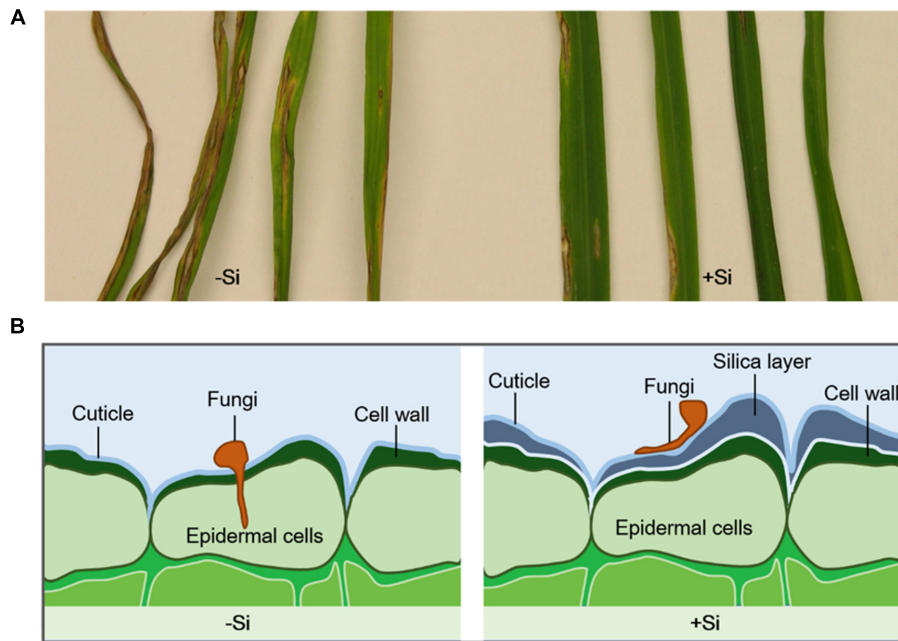 A
-Si
+Si
B
Cuticle
Fungi
Cell wall
Epidermal cells
-Si
Cuticle
Fungi
Silica layer
Cell wall
Epidermal cells
+Si